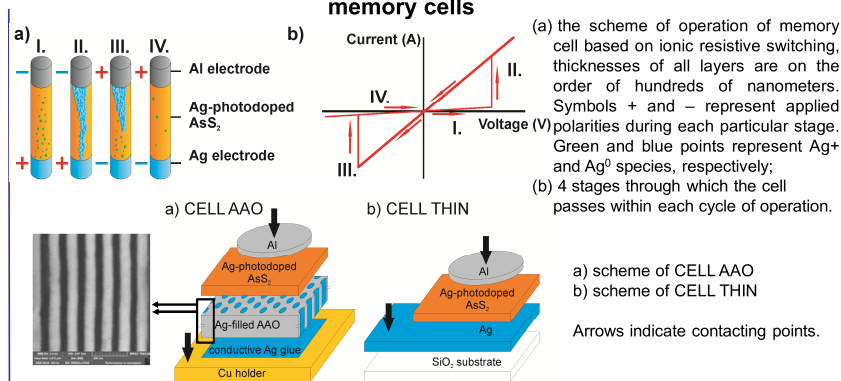 memory cells
a)
I. II. III. IV.
– – + +
Al electrode
Ag-photodoped
AsS₂
Ag electrode
+ + – –
b)
Current (A)
II.
IV.
Voltage (V)
I.
III.
(a) the scheme of operation of memory
cell based on ionic resistive switching,
thicknesses of all layers are on the
order of hundreds of nanometers.
Symbols + and – represent applied
polarities during each particular stage.
Green and blue points represent Ag+
and Ag⁰ species, respectively;
(b) 4 stages through which the cell
passes within each cycle of operation.
a) CELL AAO
Al
Ag-photodoped
AsS₂
Ag-filled AAO
conductive Ag glue
Cu holder
b) CELL THIN
Al
Ag-photodoped
AsS₂
Ag
SiO₂ substrate
a) scheme of CELL AAO
b) scheme of CELL THIN
Arrows indicate contacting points.